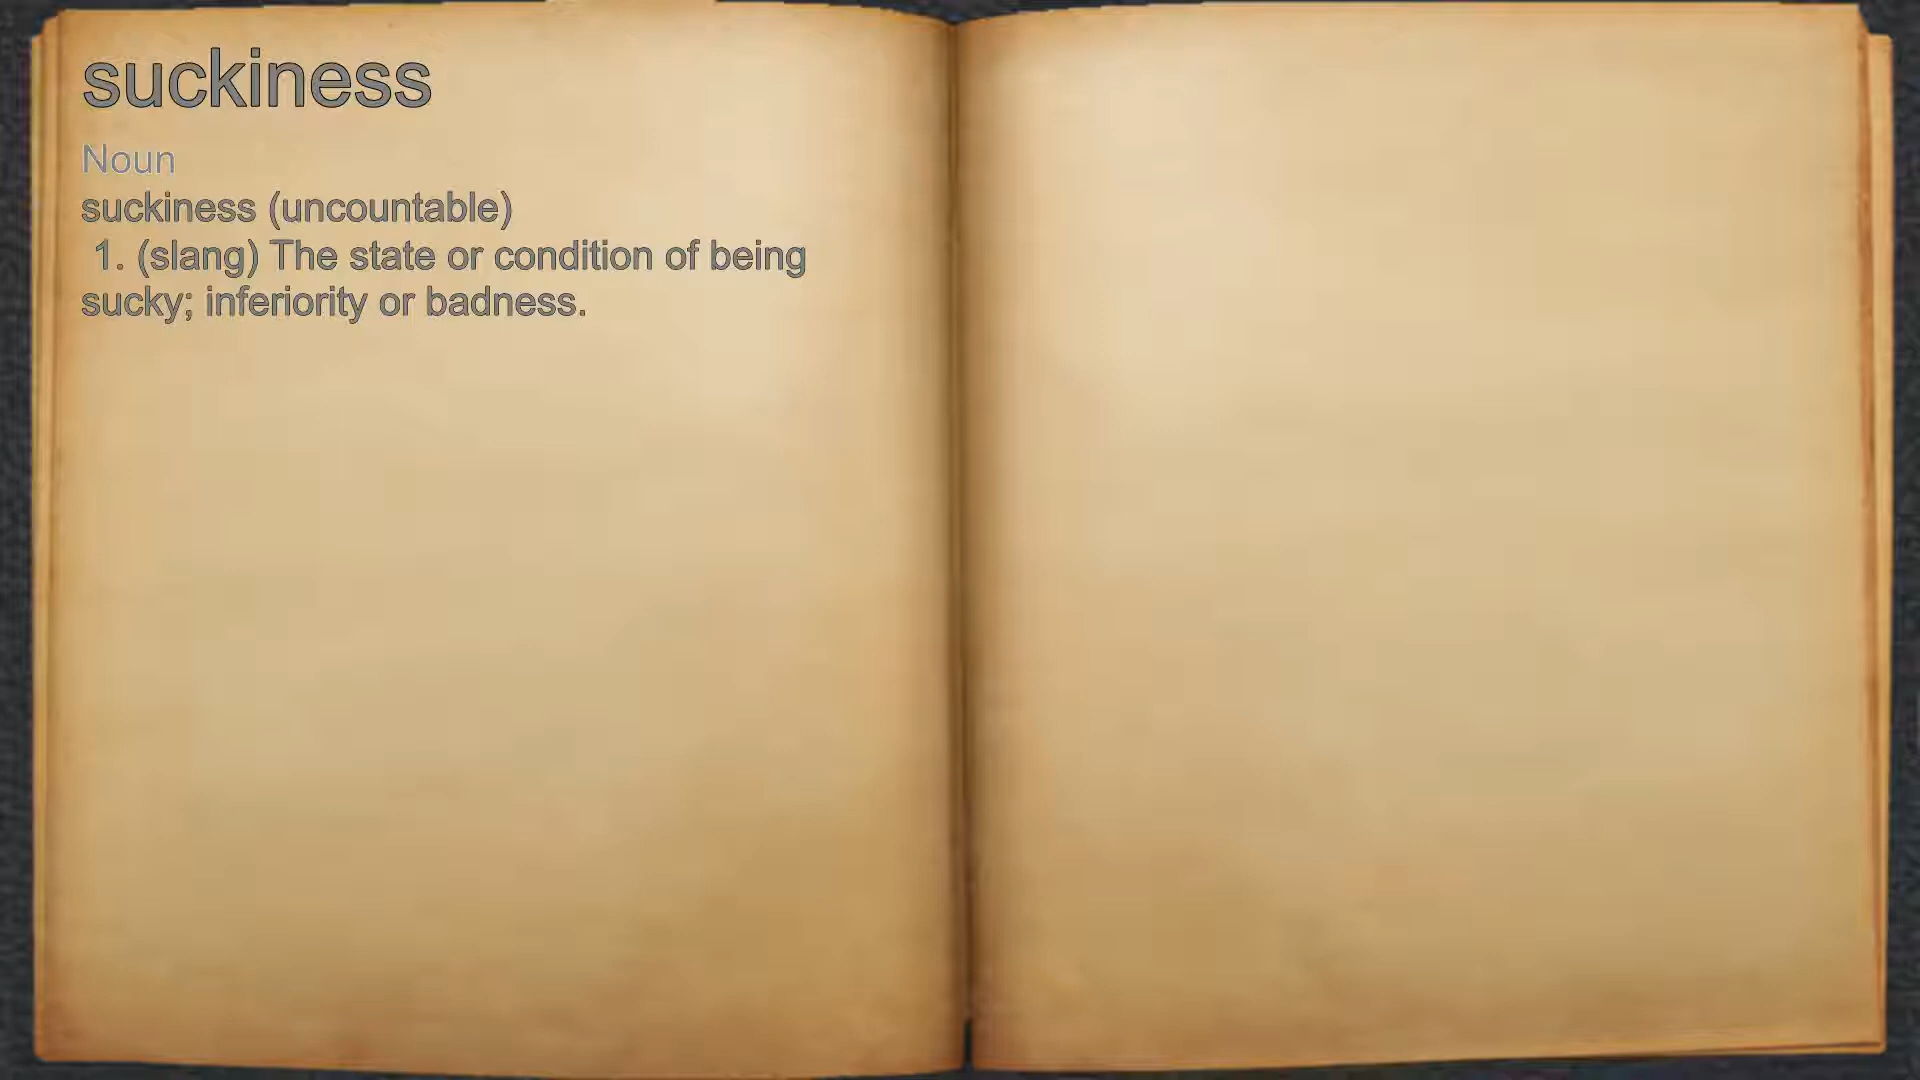 suckiness
Noun
suckiness (uncountable)
1. (slang) The state or condition of being
sucky; inferiority or badness.